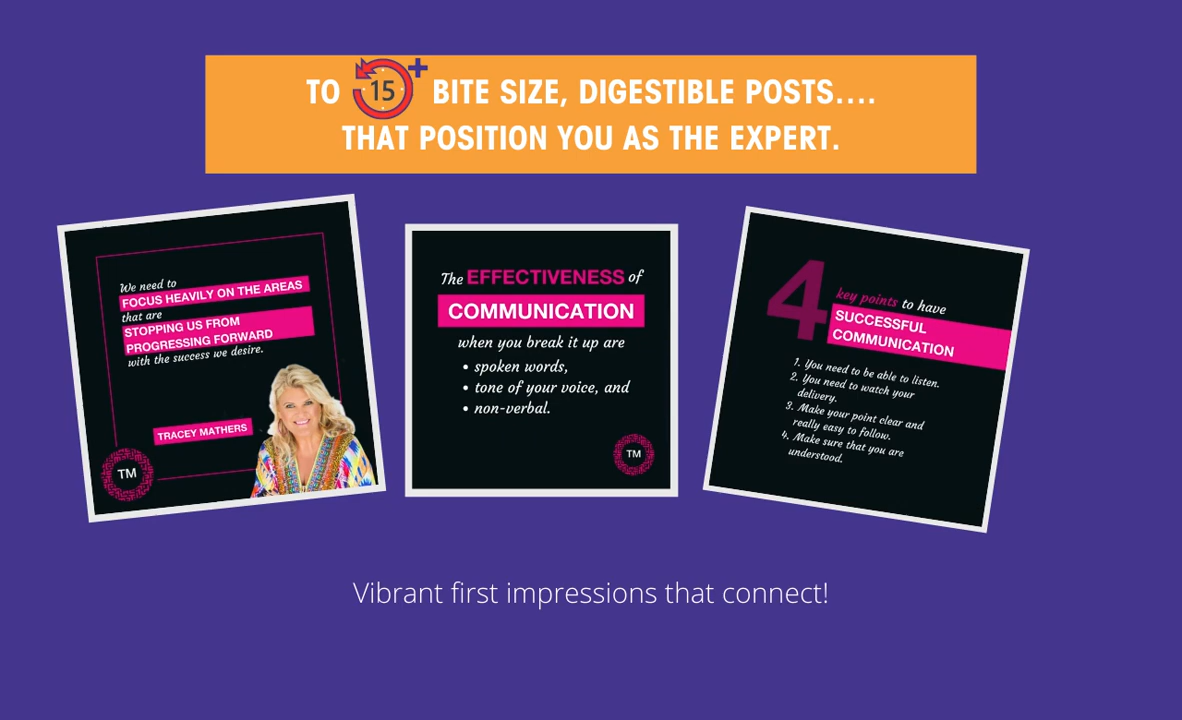 TO 15+ BITE SIZE, DIGESTIBLE POSTS....
THAT POSITION YOU AS THE EXPERT.
We need to
FOCUS HEAVILY ON THE AREAS
that are
STOPPING US FROM
PROGRESSING FORWARD
with the success we desire.
TRACEY MATHERS
TM
The EFFECTIVENESS of
COMMUNICATION
when you break it up are
• spoken words,
• tone of your voice, and
• non-verbal.
TM
4 key points to have
SUCCESSFUL
COMMUNICATION
1. You need to be able to listen.
2. You need to watch your
delivery.
3. Make your point clear and
really easy to follow.
4. Make sure that you are
understood.
Vibrant first impressions that connect!